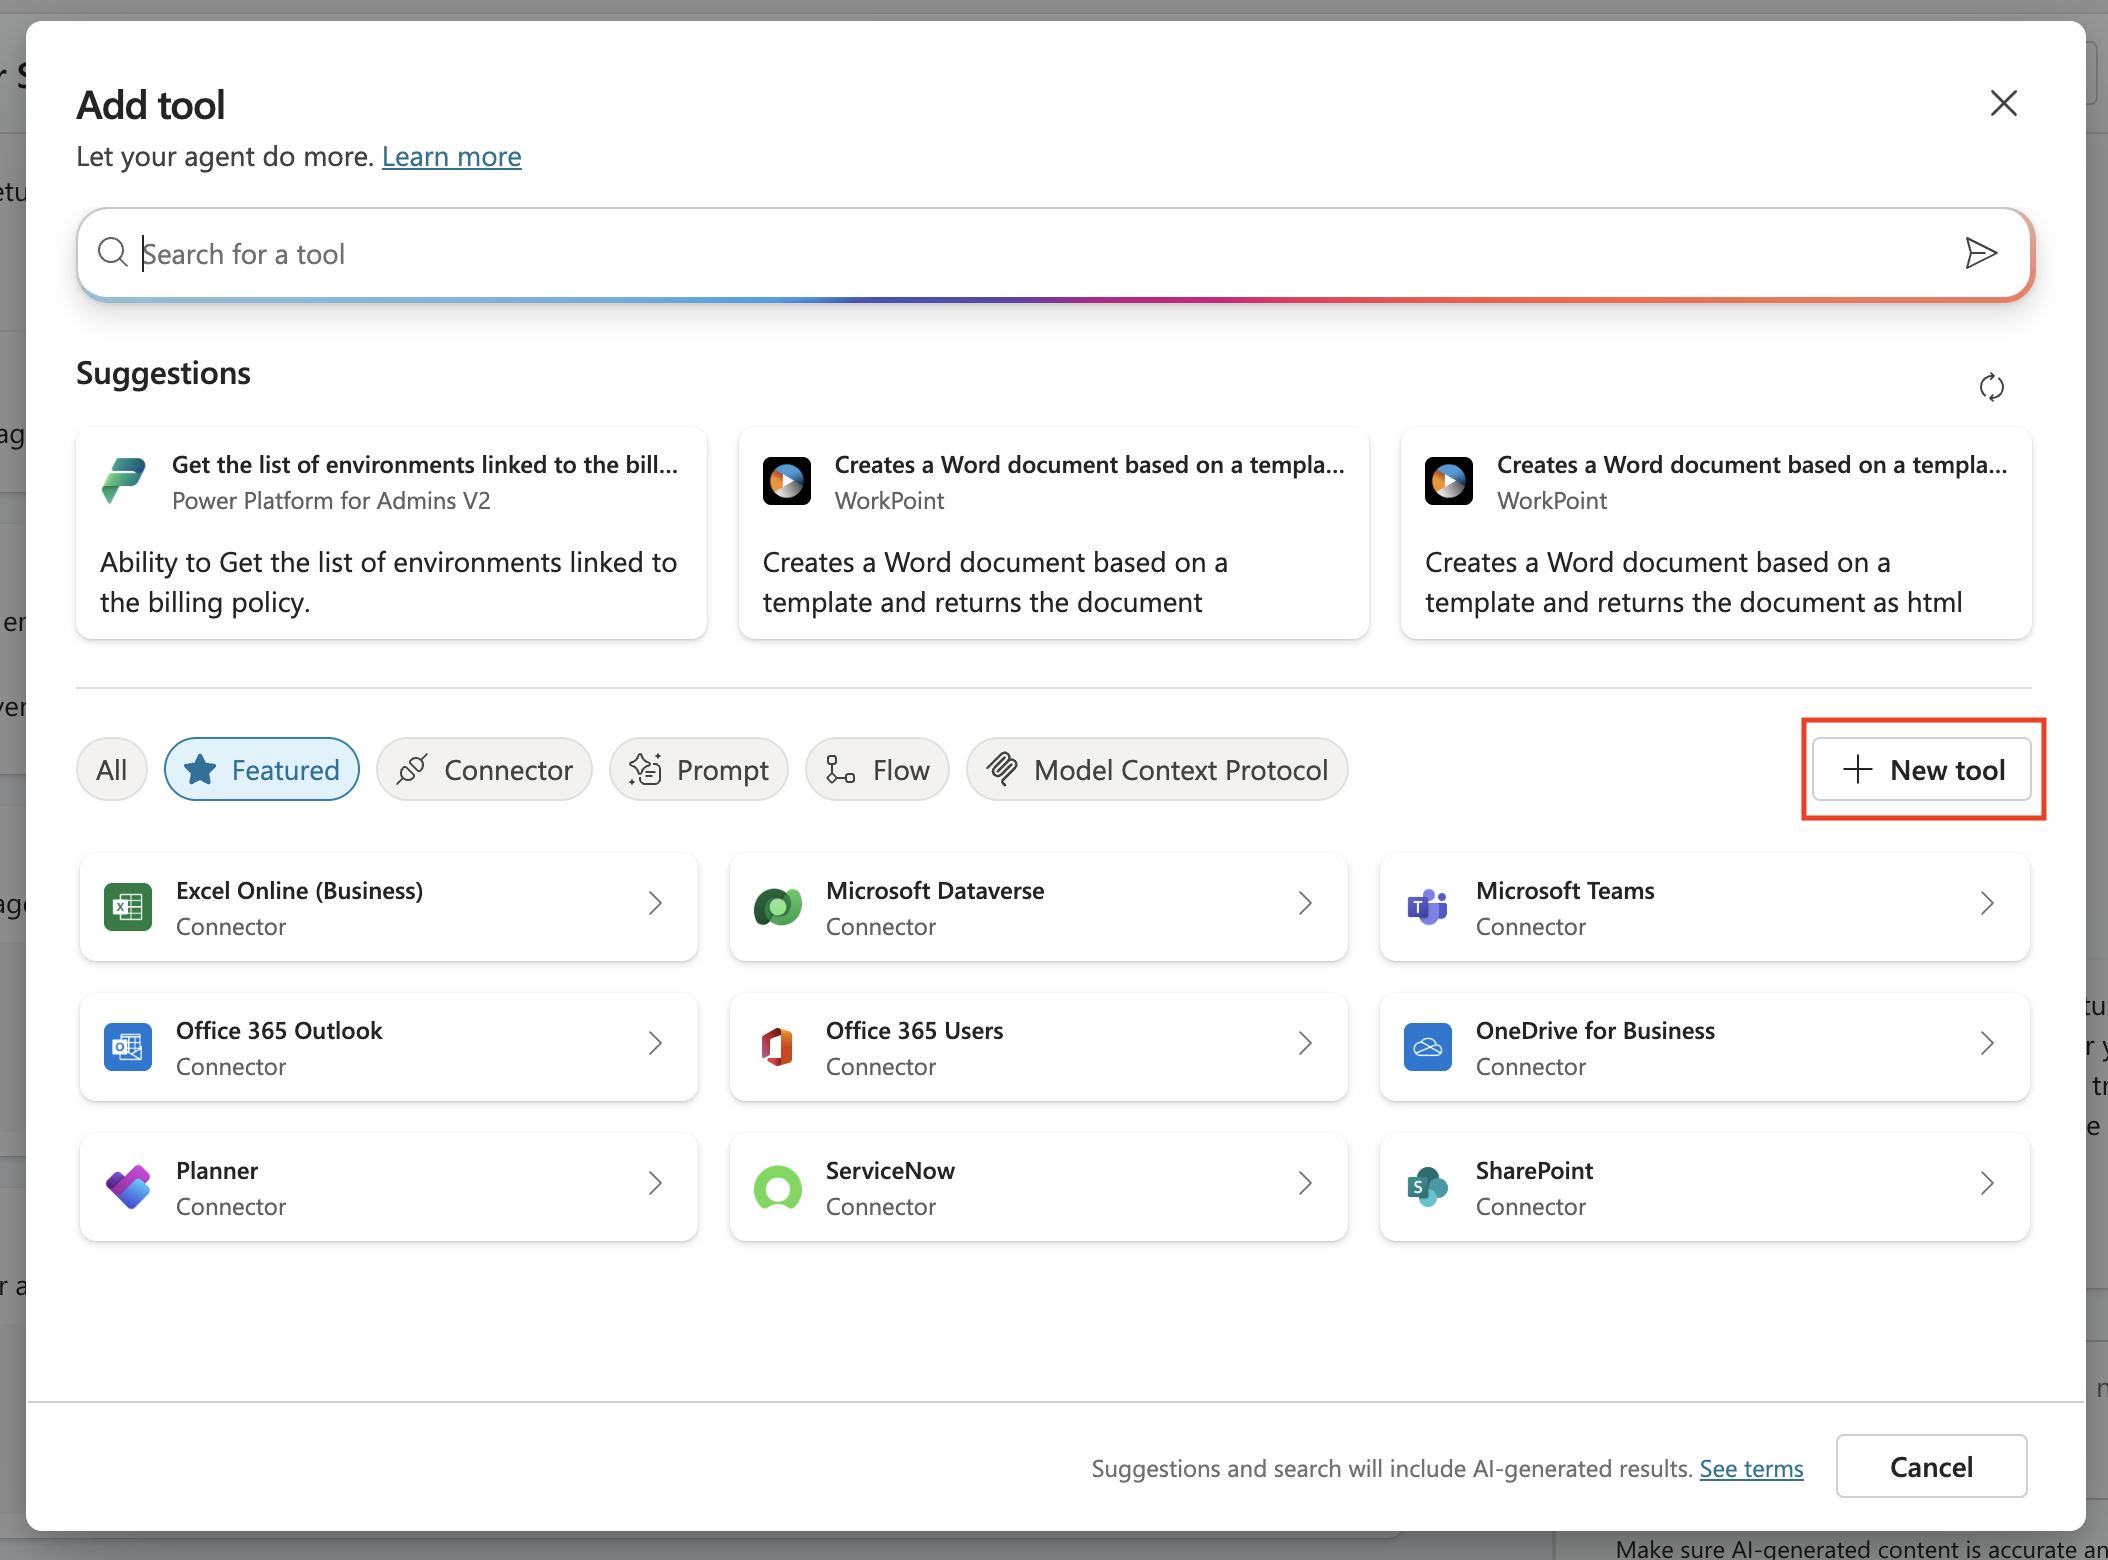 Add tool
Let your agent do more. Learn more
Search for a tool
Suggestions
Get the list of environments linked to the bill...
Power Platform for Admins V2
Ability to Get the list of environments linked to
the billing policy.
Creates a Word document based on a templa...
WorkPoint
Creates a Word document based on a
template and returns the document
Creates a Word document based on a templa...
WorkPoint
Creates a Word document based on a
template and returns the document as html
All
Featured
Connector
Prompt
Flow
Model Context Protocol
New tool
Excel Online (Business)
Connector
Microsoft Dataverse
Connector
Microsoft Teams
Connector
Office 365 Outlook
Connector
Office 365 Users
Connector
OneDrive for Business
Connector
Planner
Connector
ServiceNow
Connector
SharePoint
Connector
Suggestions and search will include AI-generated results. See terms
Cancel
Make sure AI-generated content is accurate